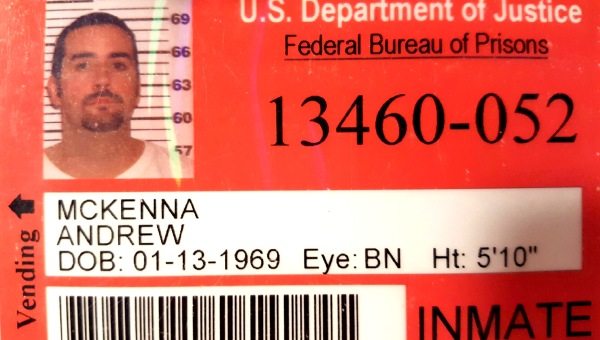 U.S. Department of Justice
Federal Bureau of Prisons
69
66
63
60
57
13460-052
Vending
MCKENNA
ANDREW
DOB: 01-13-1969 Eye: BN Ht: 5'10"
INMATE